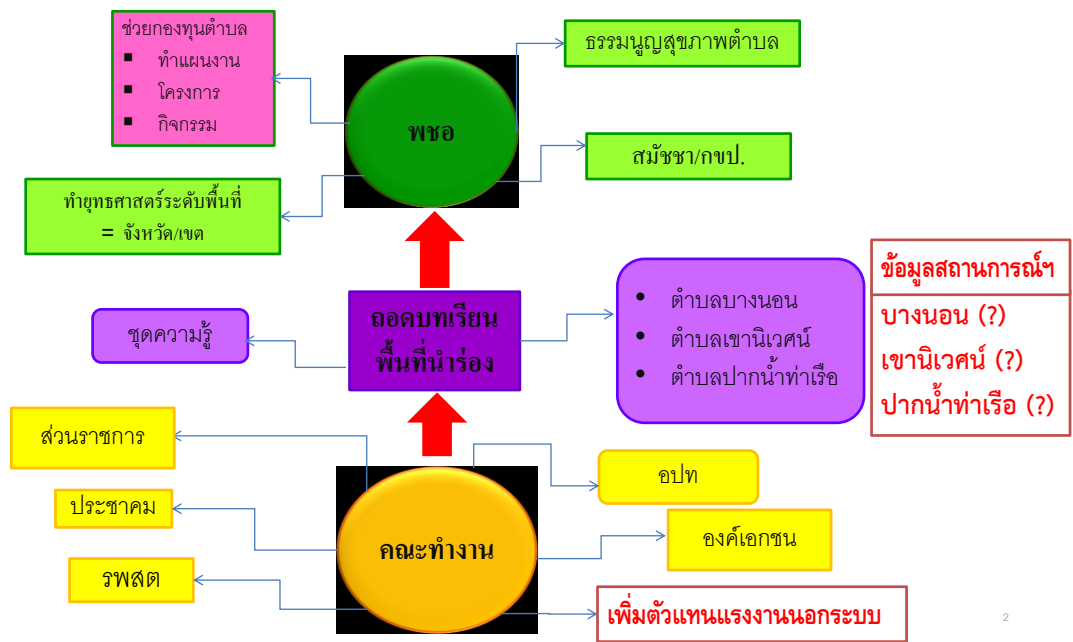 ช่วยกองทุนตำบล
▪ ทำแผนงาน
▪ โครงการ
▪ กิจกรรม
ธรรมนูญสุขภาพตำบล
พชอ
สมัชชา/กขป.
ทำยุทธศาสตร์ระดับพื้นที่
= จังหวัด/เขต
ชุดความรู้
ถอดบทเรียน
พื้นที่นำร่อง
• ตำบลบางนอน
• ตำบลเขานิเวศน์
• ตำบลปากน้ำท่าเรือ
ข้อมูลสถานการณ์ฯ
บางนอน (?)
เขานิเวศน์ (?)
ปากน้ำท่าเรือ (?)
ส่วนราชการ
ประชาคม
รพสต
คณะทำงาน
อปท
องค์เอกชน
เพิ่มตัวแทนแรงงานนอกระบบ
2